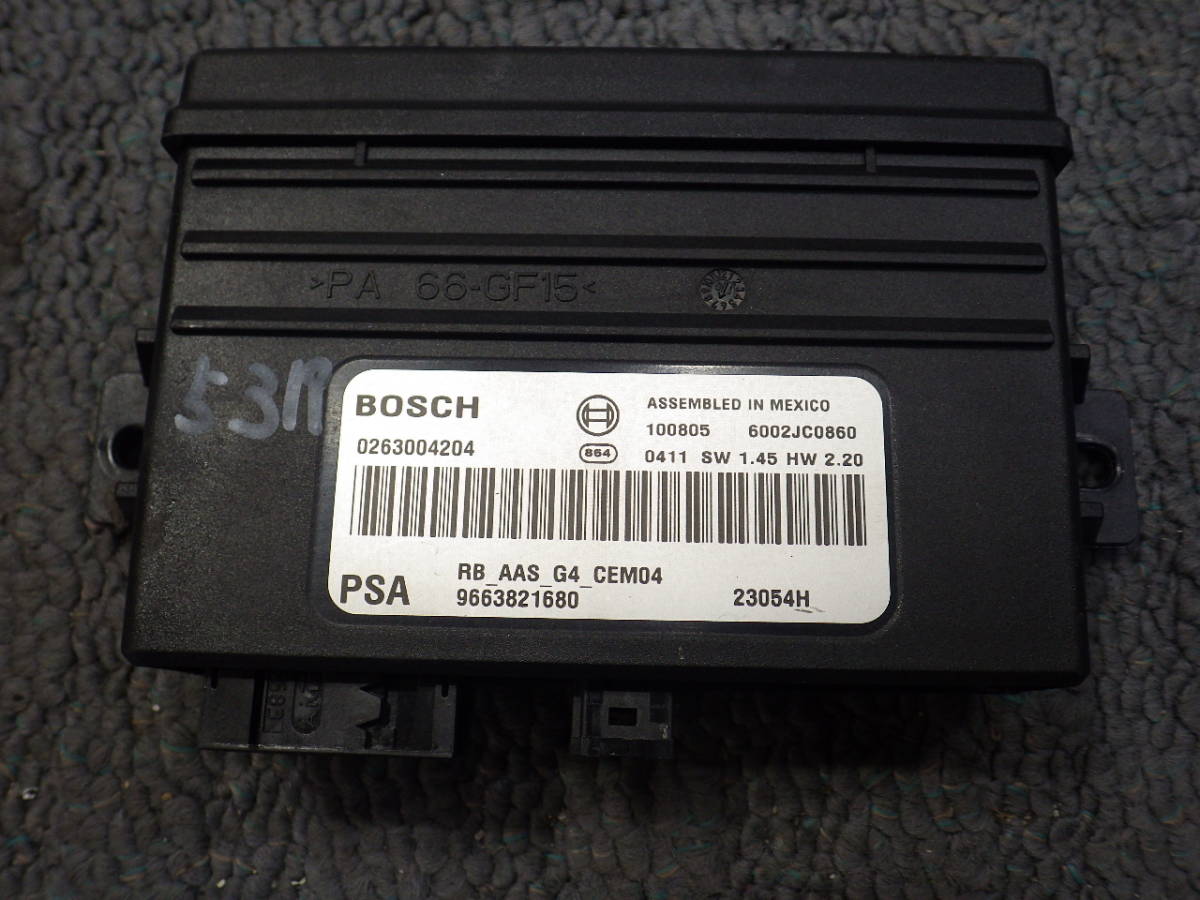 >PA 66-GF15<
53R
BOSCH
ASSEMBLED IN MEXICO
100805 6002JC0860
0263004204
864
0411 SW 1.45 HW 2.20
RB_AAS_G4_CEM04
PSA
9663821680
23054H